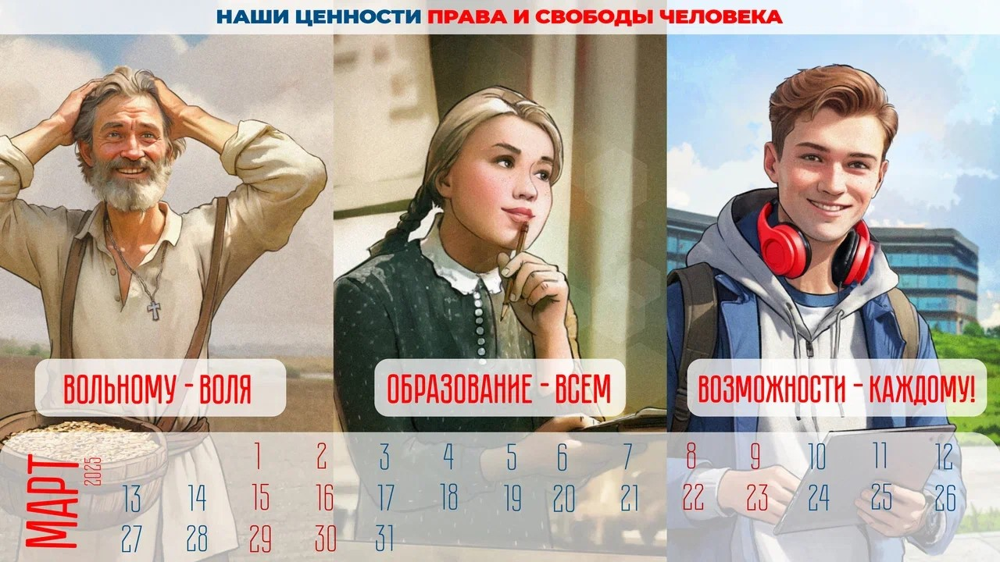 НАШИ ЦЕННОСТИ ПРАВА И СВОБОДЫ ЧЕЛОВЕКА
ВОЛЬНОМУ - ВОЛЯ
ОБРАЗОВАНИЕ - ВСЕМ
ВОЗМОЖНОСТИ - КАЖДОМУ!
МАРТ 2025
1 2 3 4 5 6 7 8 9 10 11 12
13 14 15 16 17 18 19 20 21 22 23 24 25 26
27 28 29 30 31